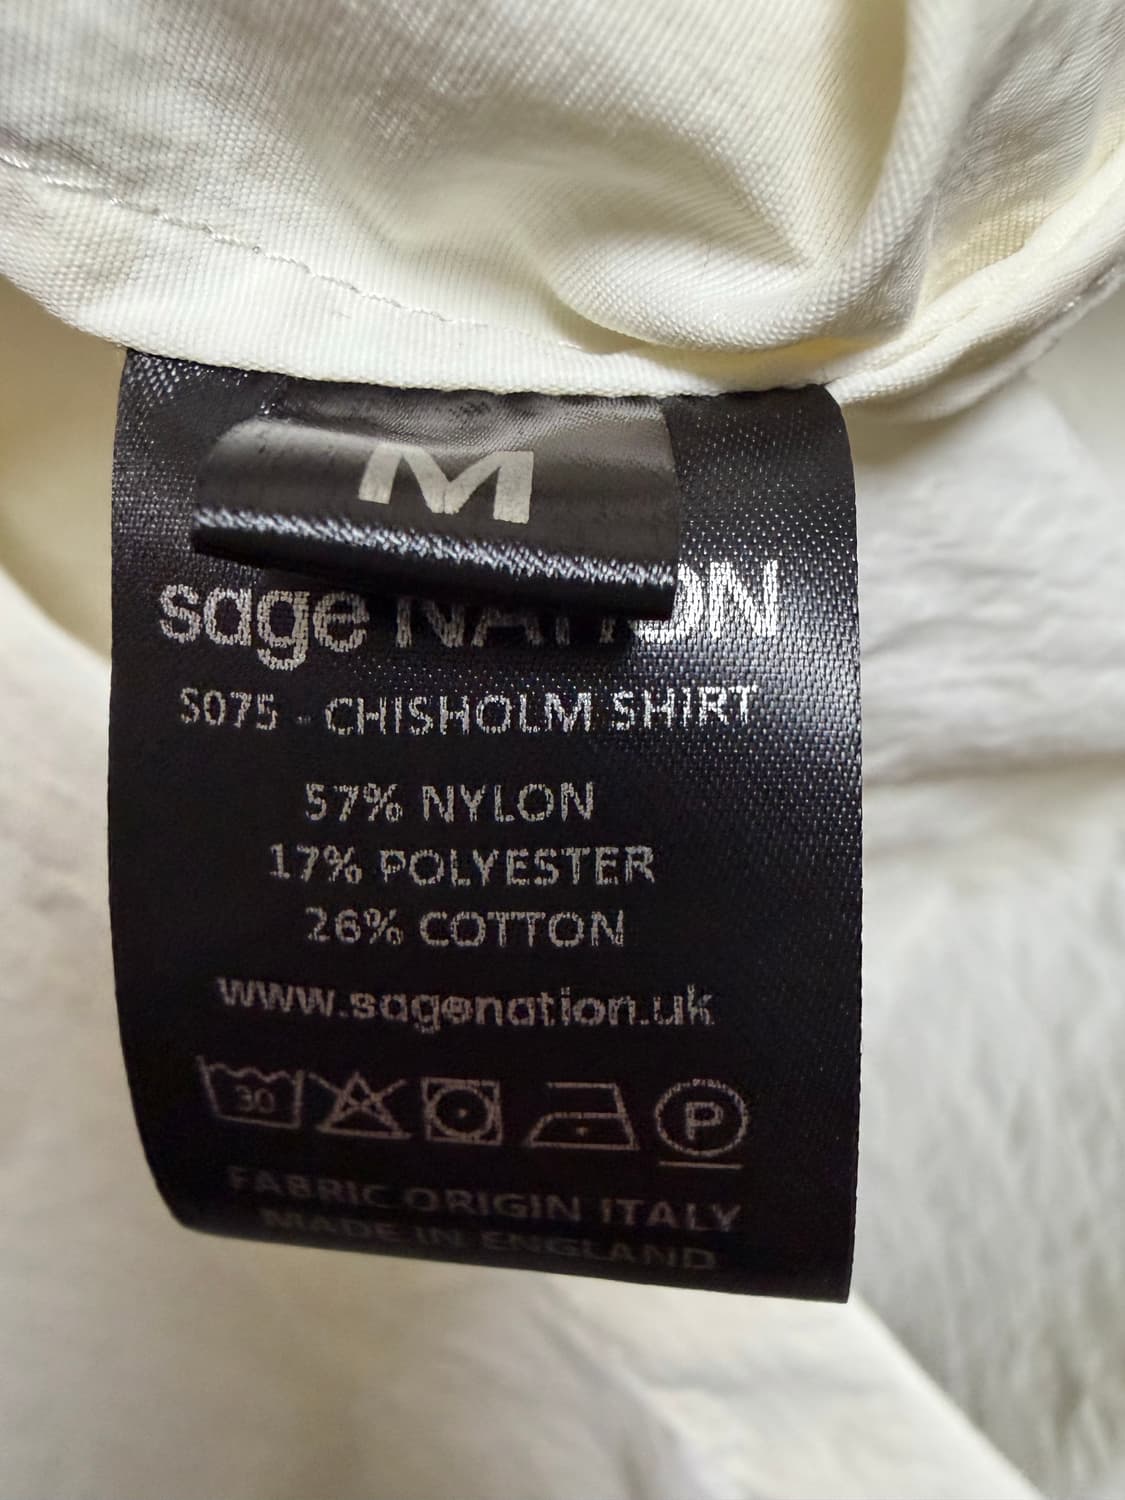 M
sage NATION
S075 - CHISHOLM SHIRT
57% NYLON
17% POLYESTER
26% COTTON
www.sagenation.uk
30 P
FABRIC ORIGIN ITALY
MADE IN ENGLAND